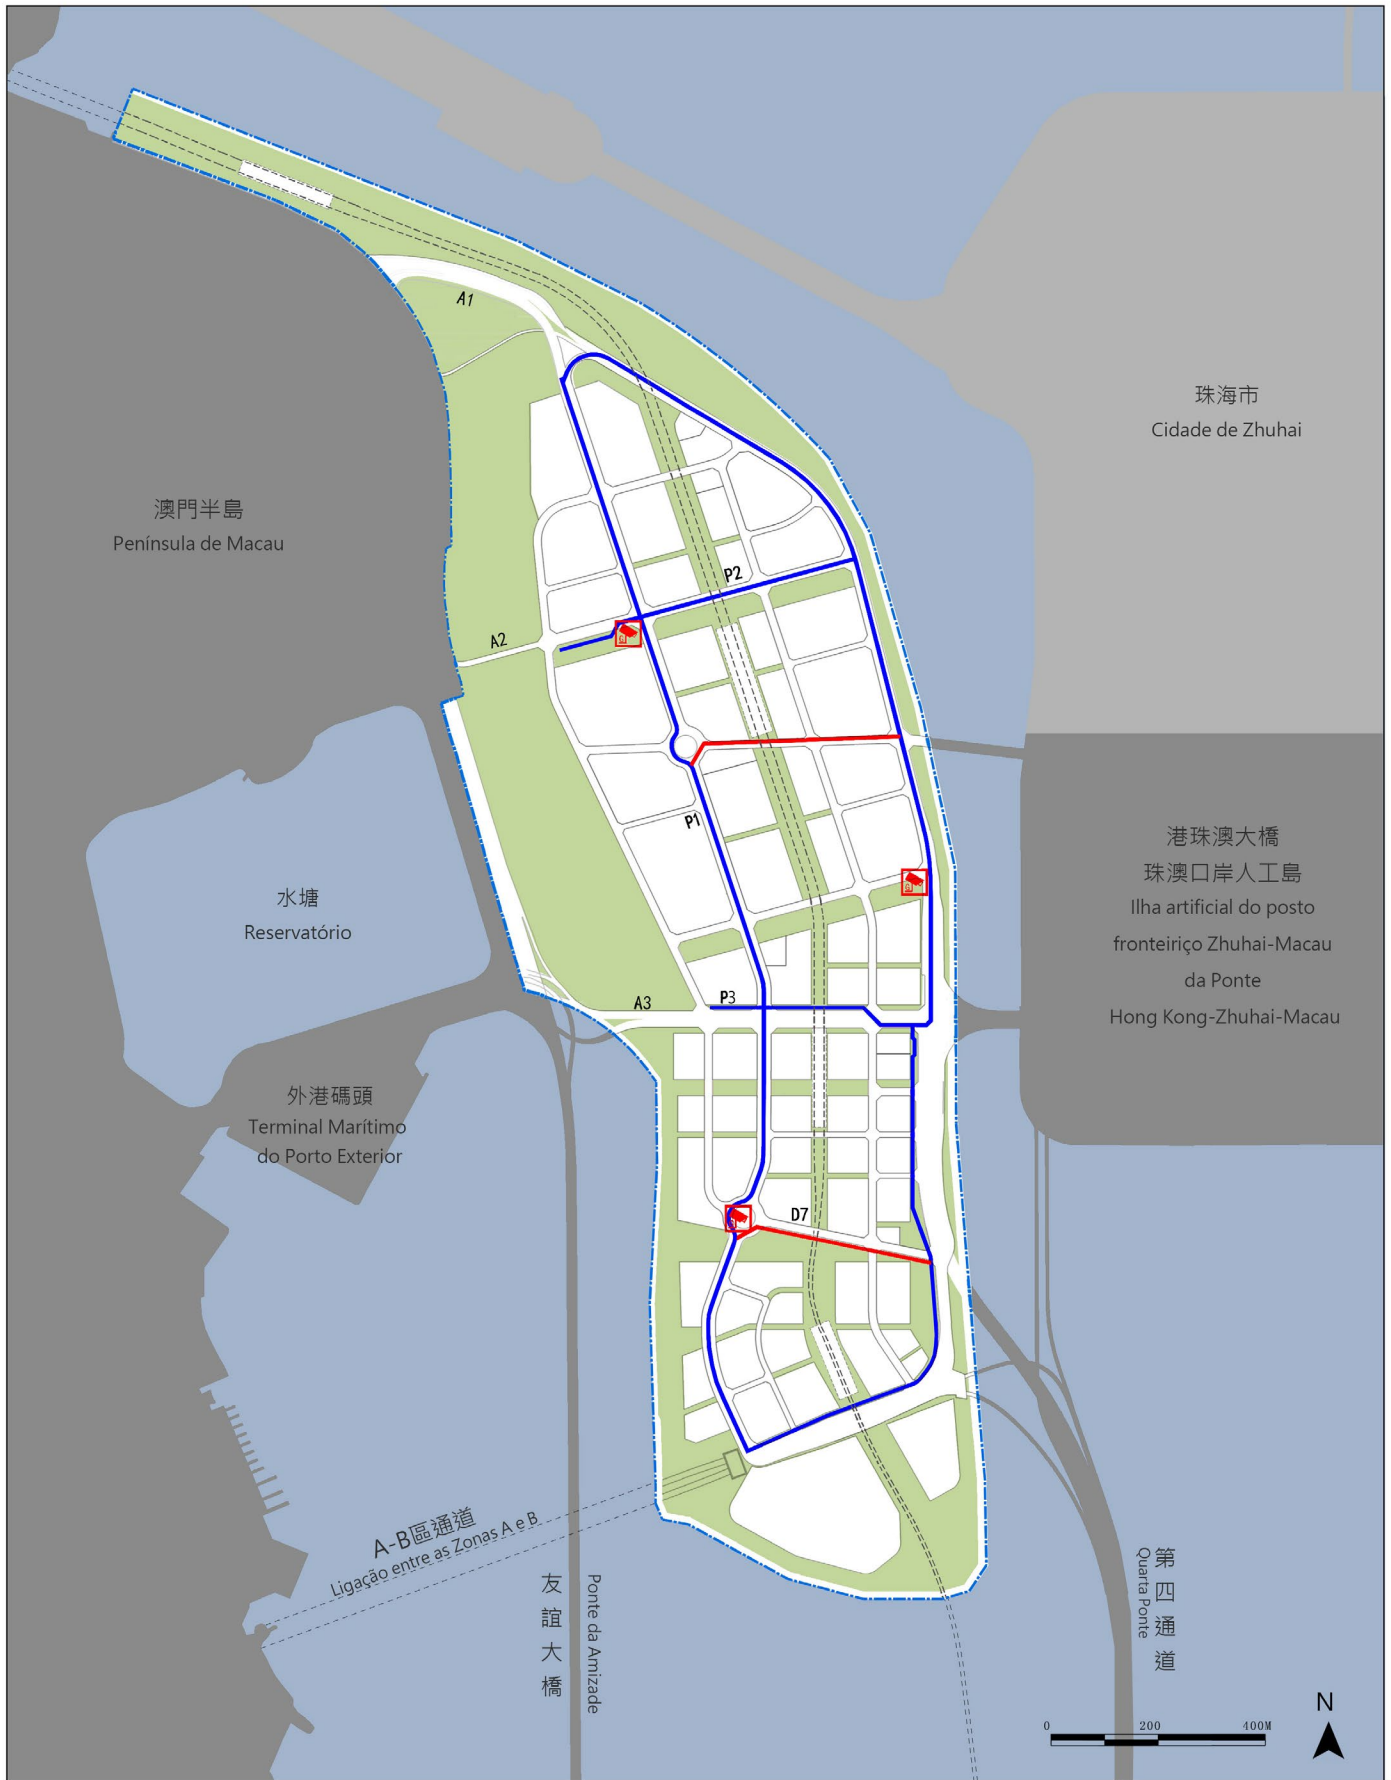 A1
珠海市
Cidade de Zhuhai
澳門半島
Península de Macau
P2
A2
P1
港珠澳大橋
珠澳口岸人工島
Ilha artificial do posto
fronteiriço Zhuhai-Macau
da Ponte
Hong Kong-Zhuhai-Macau
水塘
Reservatório
A3
P3
外港碼頭
Terminal Marítimo
do Porto Exterior
D7
A-B區通道
Ligação entre as Zonas A e B
友誼大橋
Ponte da Amizade
第四通道
Quarta Ponte
N
0 200 400M